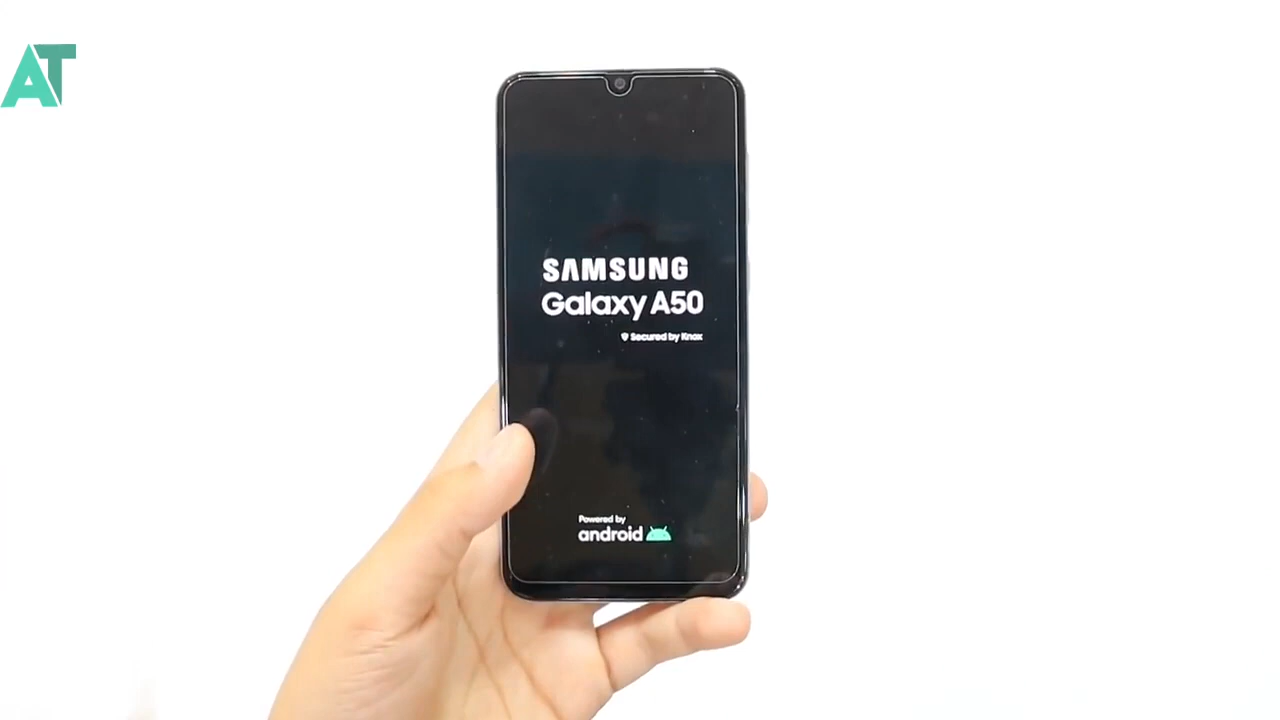 AT
SAMSUNG
Galaxy A50
Secured by Knox
Powered by
android